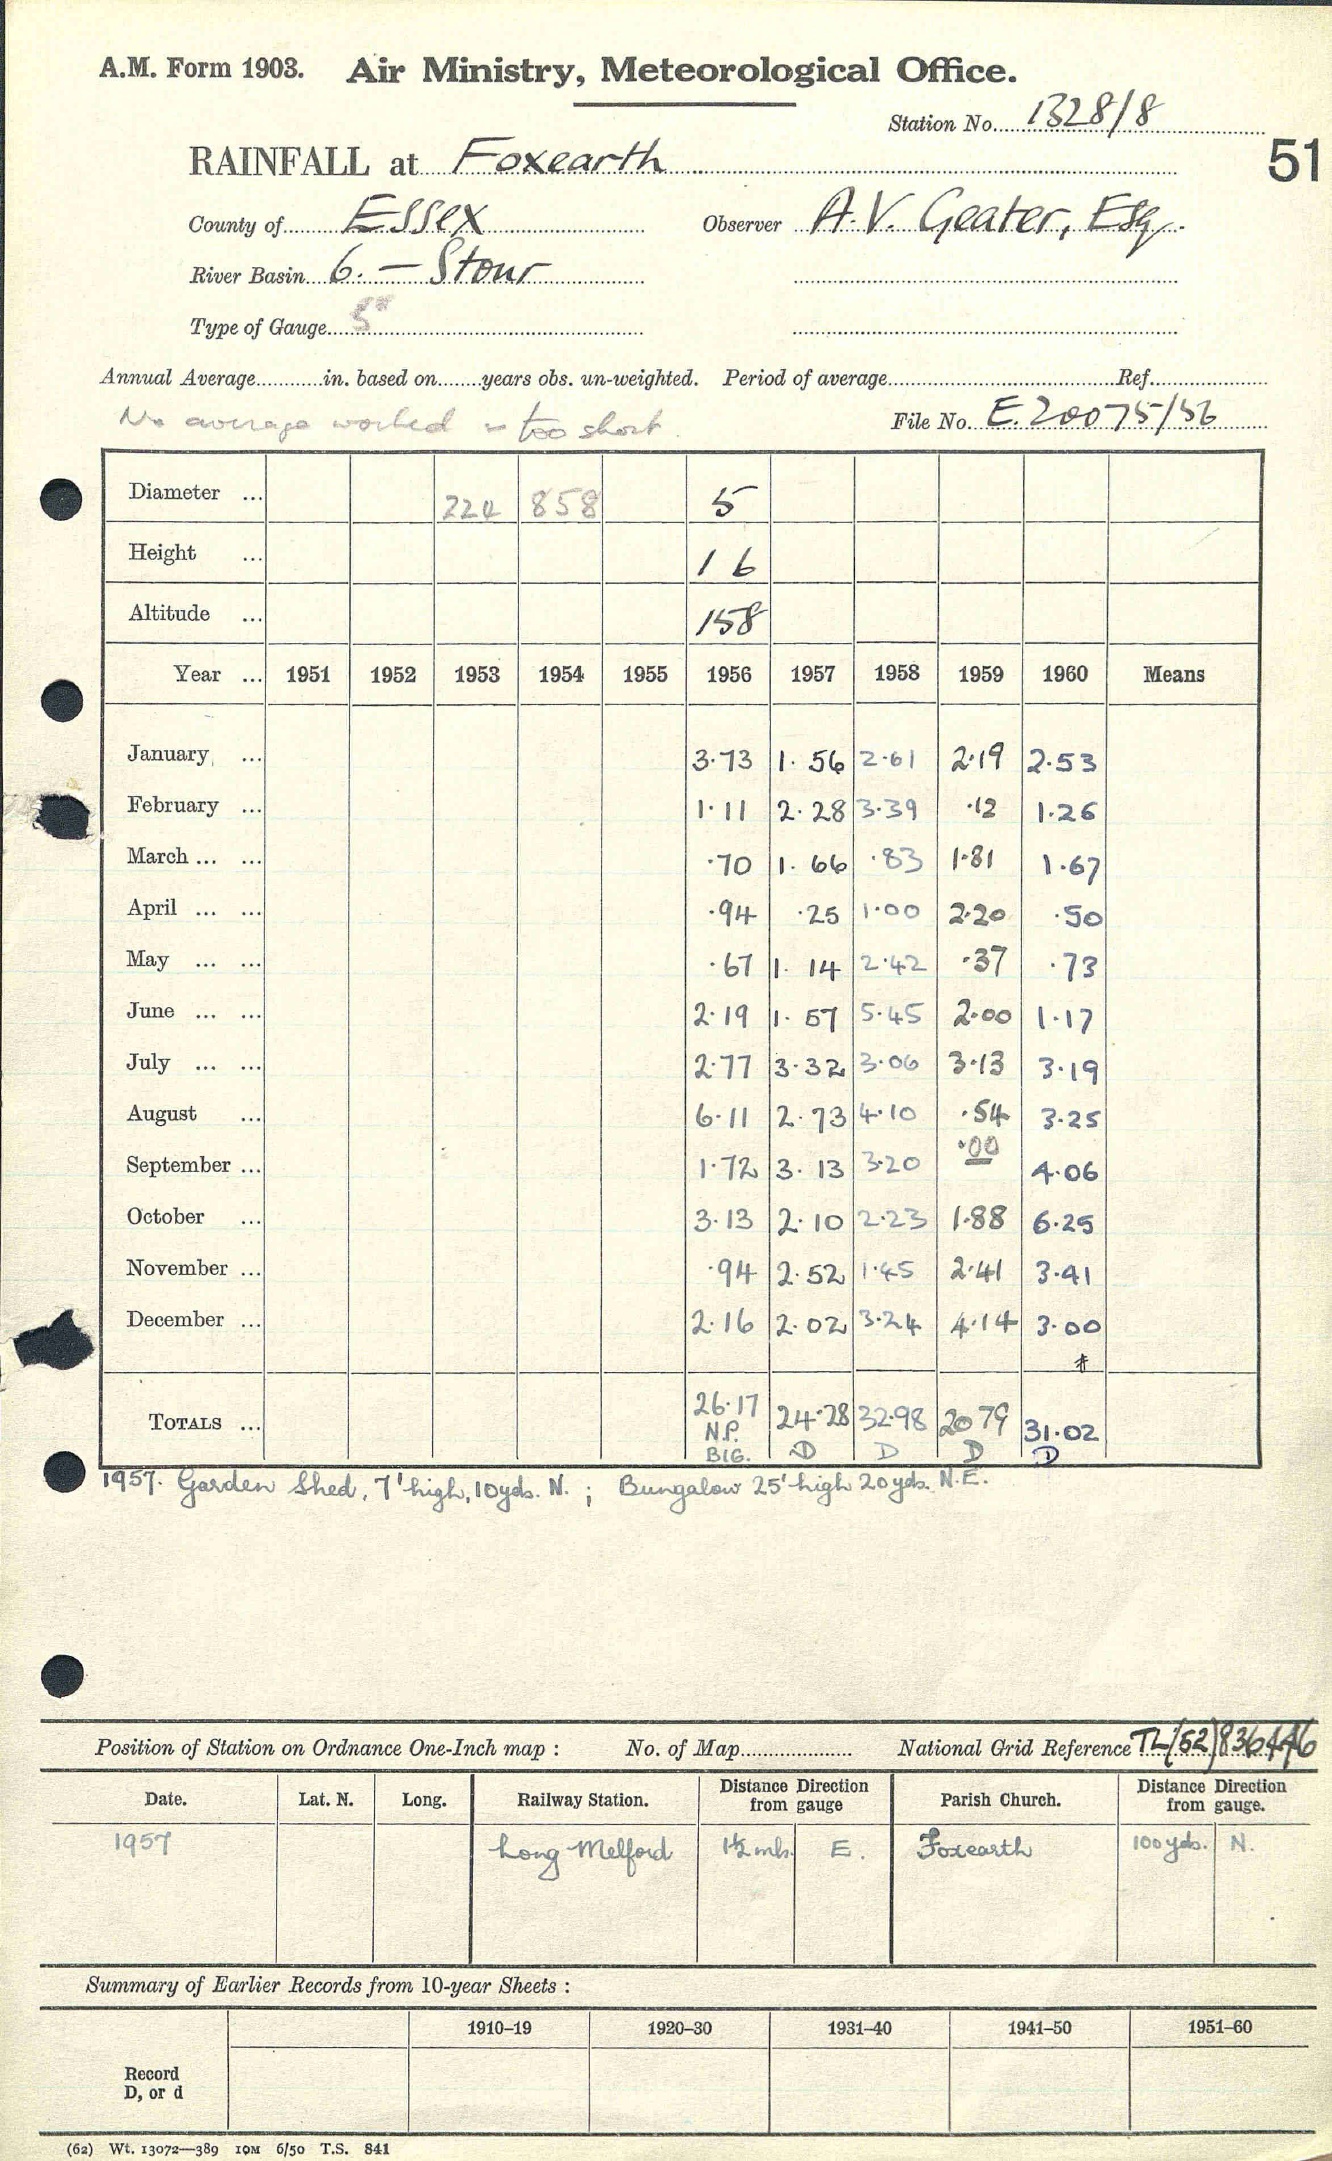 A.M. Form 1903. Air Ministry, Meteorological Office.
Station No. 1328/8
51
RAINFALL at Foxearth
County of Essex Observer A.V. Geater, Esq.
River Basin 6. — Stour
Type of Gauge 5"
Annual Average in. based on years obs. un-weighted. Period of average Ref.
No average worked - too short.
File No. E.20075/56
Diameter ... 224 858 5
Height ... 1 6
Altitude ... 158
Year ... 1951 1952 1953 1954 1955 1956 1957 1958 1959 1960 Means
January ... 3.73 1.56 2.61 2.19 2.53
February ... 1.11 2.28 3.39 .12 1.26
March ... ... .70 1.66 .83 1.81 1.67
April ... ... .94 .25 1.00 2.20 .50
May ... ... .67 1.14 2.42 .37 .73
June ... ... 2.19 1.57 5.45 2.00 1.17
July ... ... 2.77 3.32 3.06 3.13 3.19
August ... 6.11 2.73 4.10 .54 3.25
September ... 1.72 3.13 3.20 .00 4.06
October ... 3.13 2.10 2.23 1.88 6.25
November ... .94 2.52 1.45 2.41 3.41
December ... 2.16 2.02 3.24 4.14 3.00
TOTALS ... 26.17 24.28 32.98 20 79 31.02
N.P.
BIG. D D D D
1957. Garden Shed, 7' high, 10yds. N. ; Bungalow 25' high 20yds. N.E.
Position of Station on Ordnance One-Inch map : No. of Map National Grid Reference TL(52)836446
Date. Lat. N. Long. Railway Station. Distance from gauge Direction Parish Church. Distance from gauge. Direction
1957 Long Melford 1½ mls. E. Foxearth 100yds. N.
Summary of Earlier Records from 10-year Sheets :
1910–19 1920–30 1931–40 1941–50 1951–60
Record
D, or d
(62) Wt. 13072—389 10M 6/50 T.S. 841